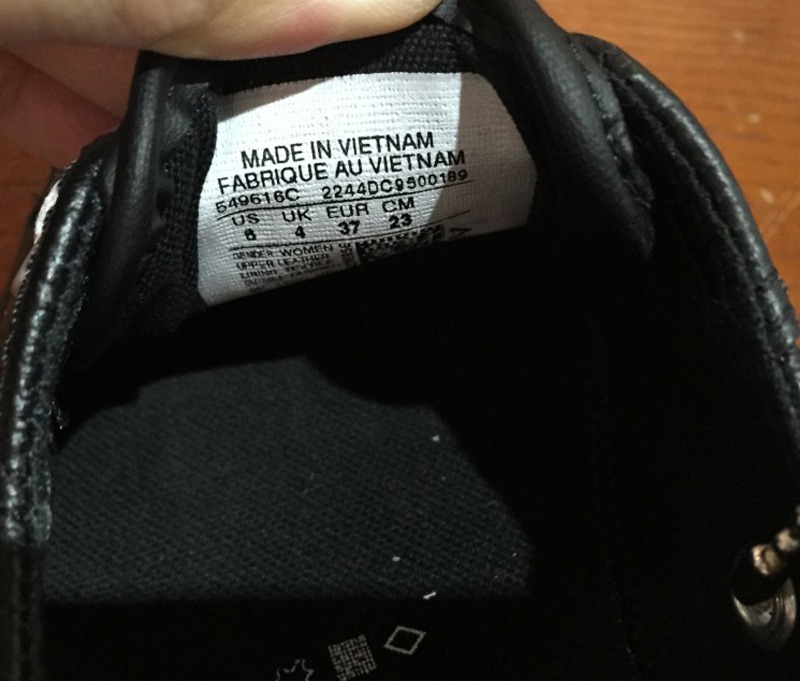 MADE IN VIETNAM
FABRIQUE AU VIETNAM
549616C 2244DC9500189
US UK EUR CM
6 4 37 23
GENDER WOMEN
UPPER LEATHER
LINING